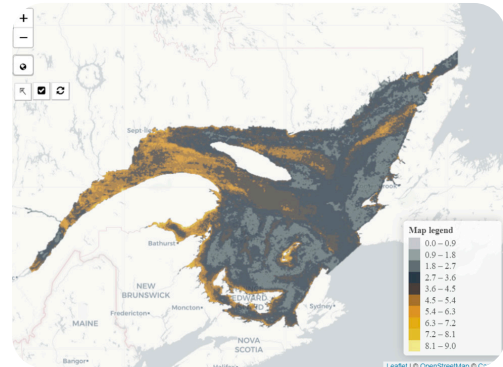 +
−
Sept-Îles
Bathurst
NEW
BRUNSWICK
EDWARD
Fredericton
Moncton
Sydney
MAINE
NOVA
SCOTIA
Bangor
Map legend
0.0 – 0.9
0.9 – 1.8
1.8 – 2.7
2.7 – 3.6
3.6 – 4.5
4.5 – 5.4
5.4 – 6.3
6.3 – 7.2
7.2 – 8.1
8.1 – 9.0
Leaflet | © OpenStreetMap ©